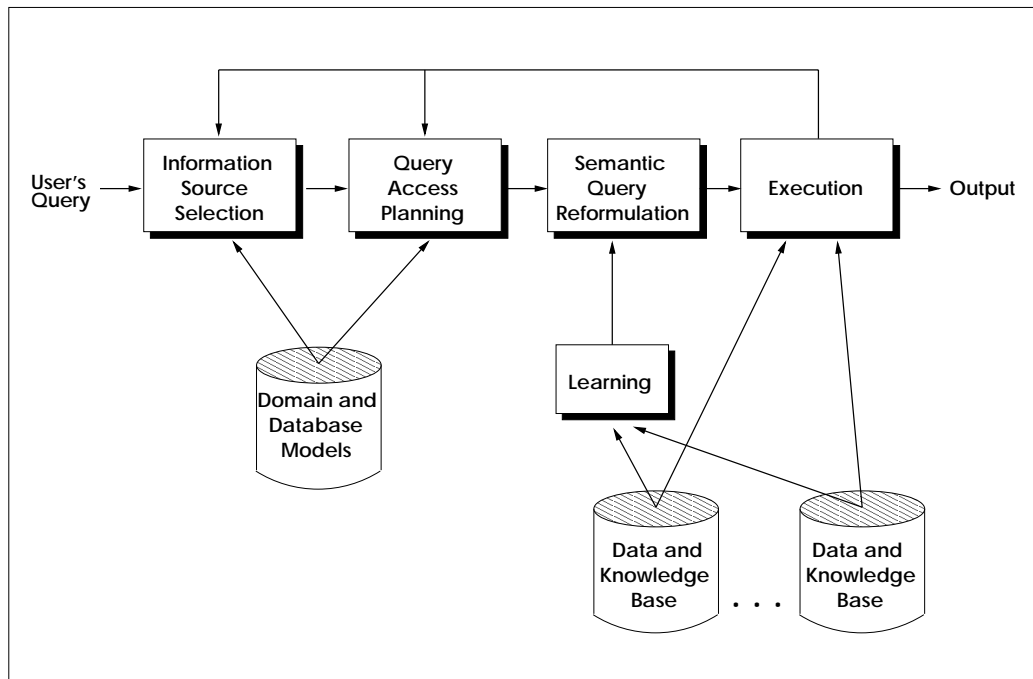 User's
Query
Information
Source
Selection
Query
Access
Planning
Semantic
Query
Reformulation
Execution
Output
Learning
Domain and
Database
Models
Data and
Knowledge
Base
. . .
Data and
Knowledge
Base